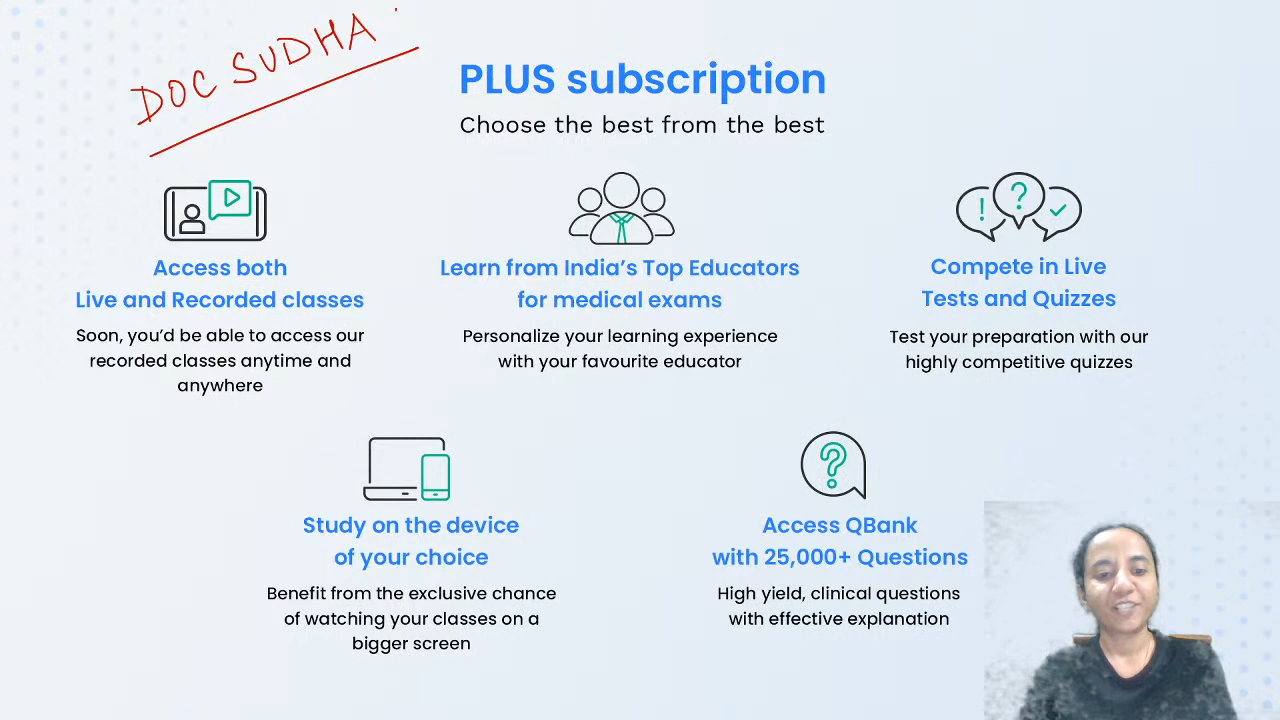 DOC SUDHA
PLUS subscription
Choose the best from the best
Access both
Live and Recorded classes
Soon, you’d be able to access our
recorded classes anytime and
anywhere
Learn from India’s Top Educators
for medical exams
Personalize your learning experience
with your favourite educator
Compete in Live
Tests and Quizzes
Test your preparation with our
highly competitive quizzes
Study on the device
of your choice
Benefit from the exclusive chance
of watching your classes on a
bigger screen
Access QBank
with 25,000+ Questions
High yield, clinical questions
with effective explanation